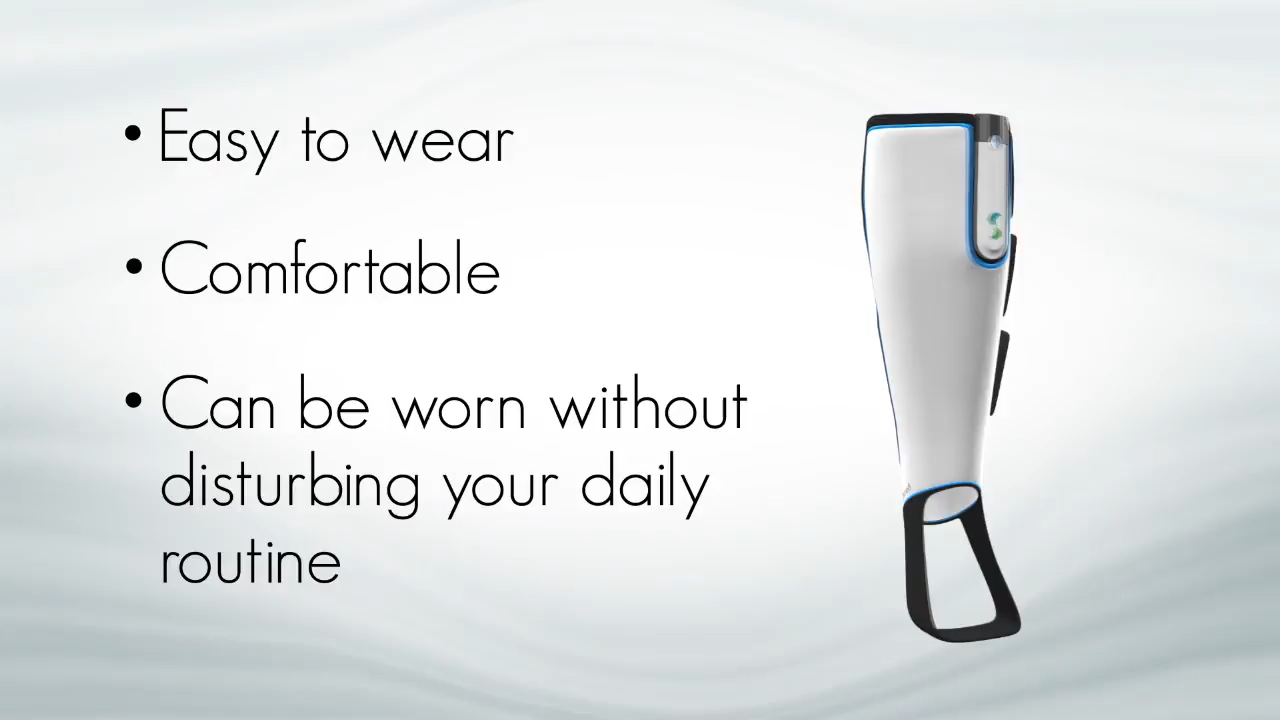 • Easy to wear
• Comfortable
• Can be worn without
disturbing your daily
routine